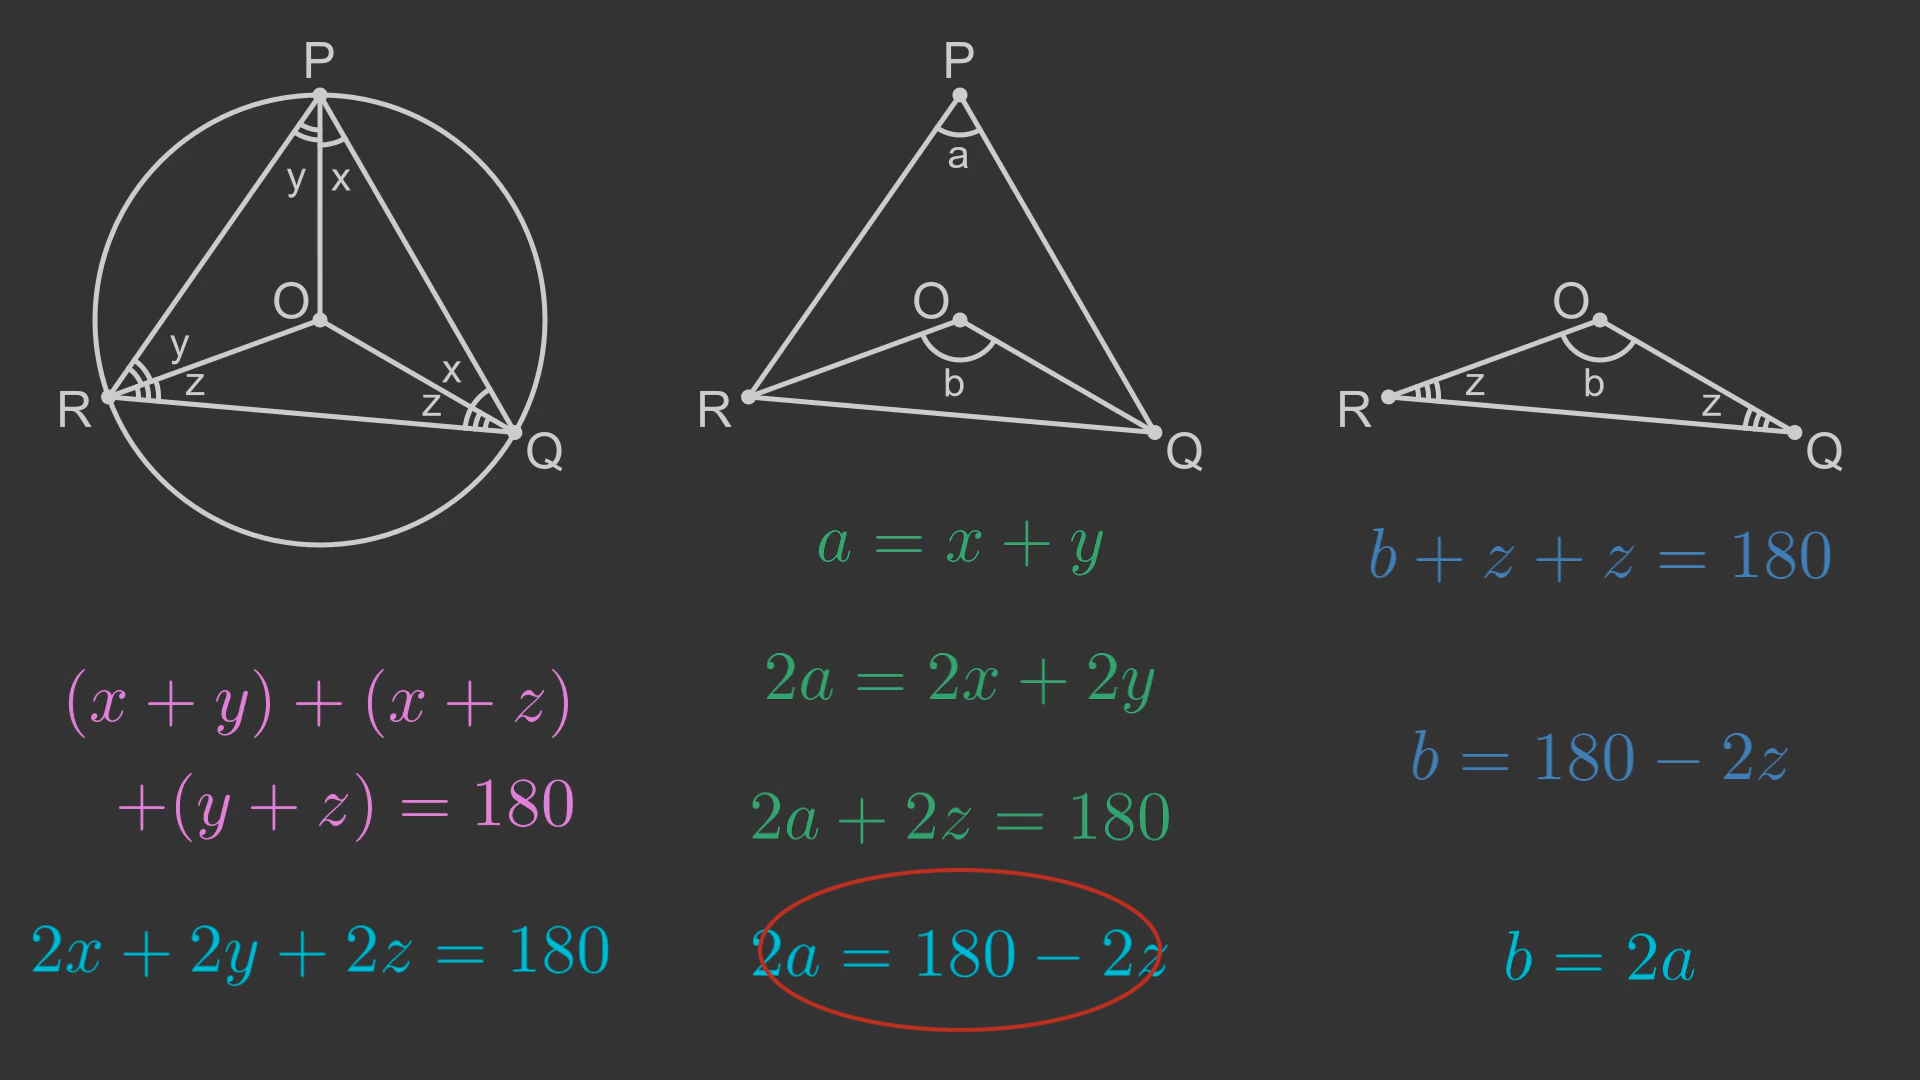 P
y x
O
y
z
x
z
R
Q
(x + y) + (x + z)
+(y + z) = 180
2x + 2y + 2z = 180
P
a
O
b
R
Q
a = x + y
2a = 2x + 2y
2a + 2z = 180
2a = 180 − 2z
O
z b z
R
Q
b + z + z = 180
b = 180 − 2z
b = 2a